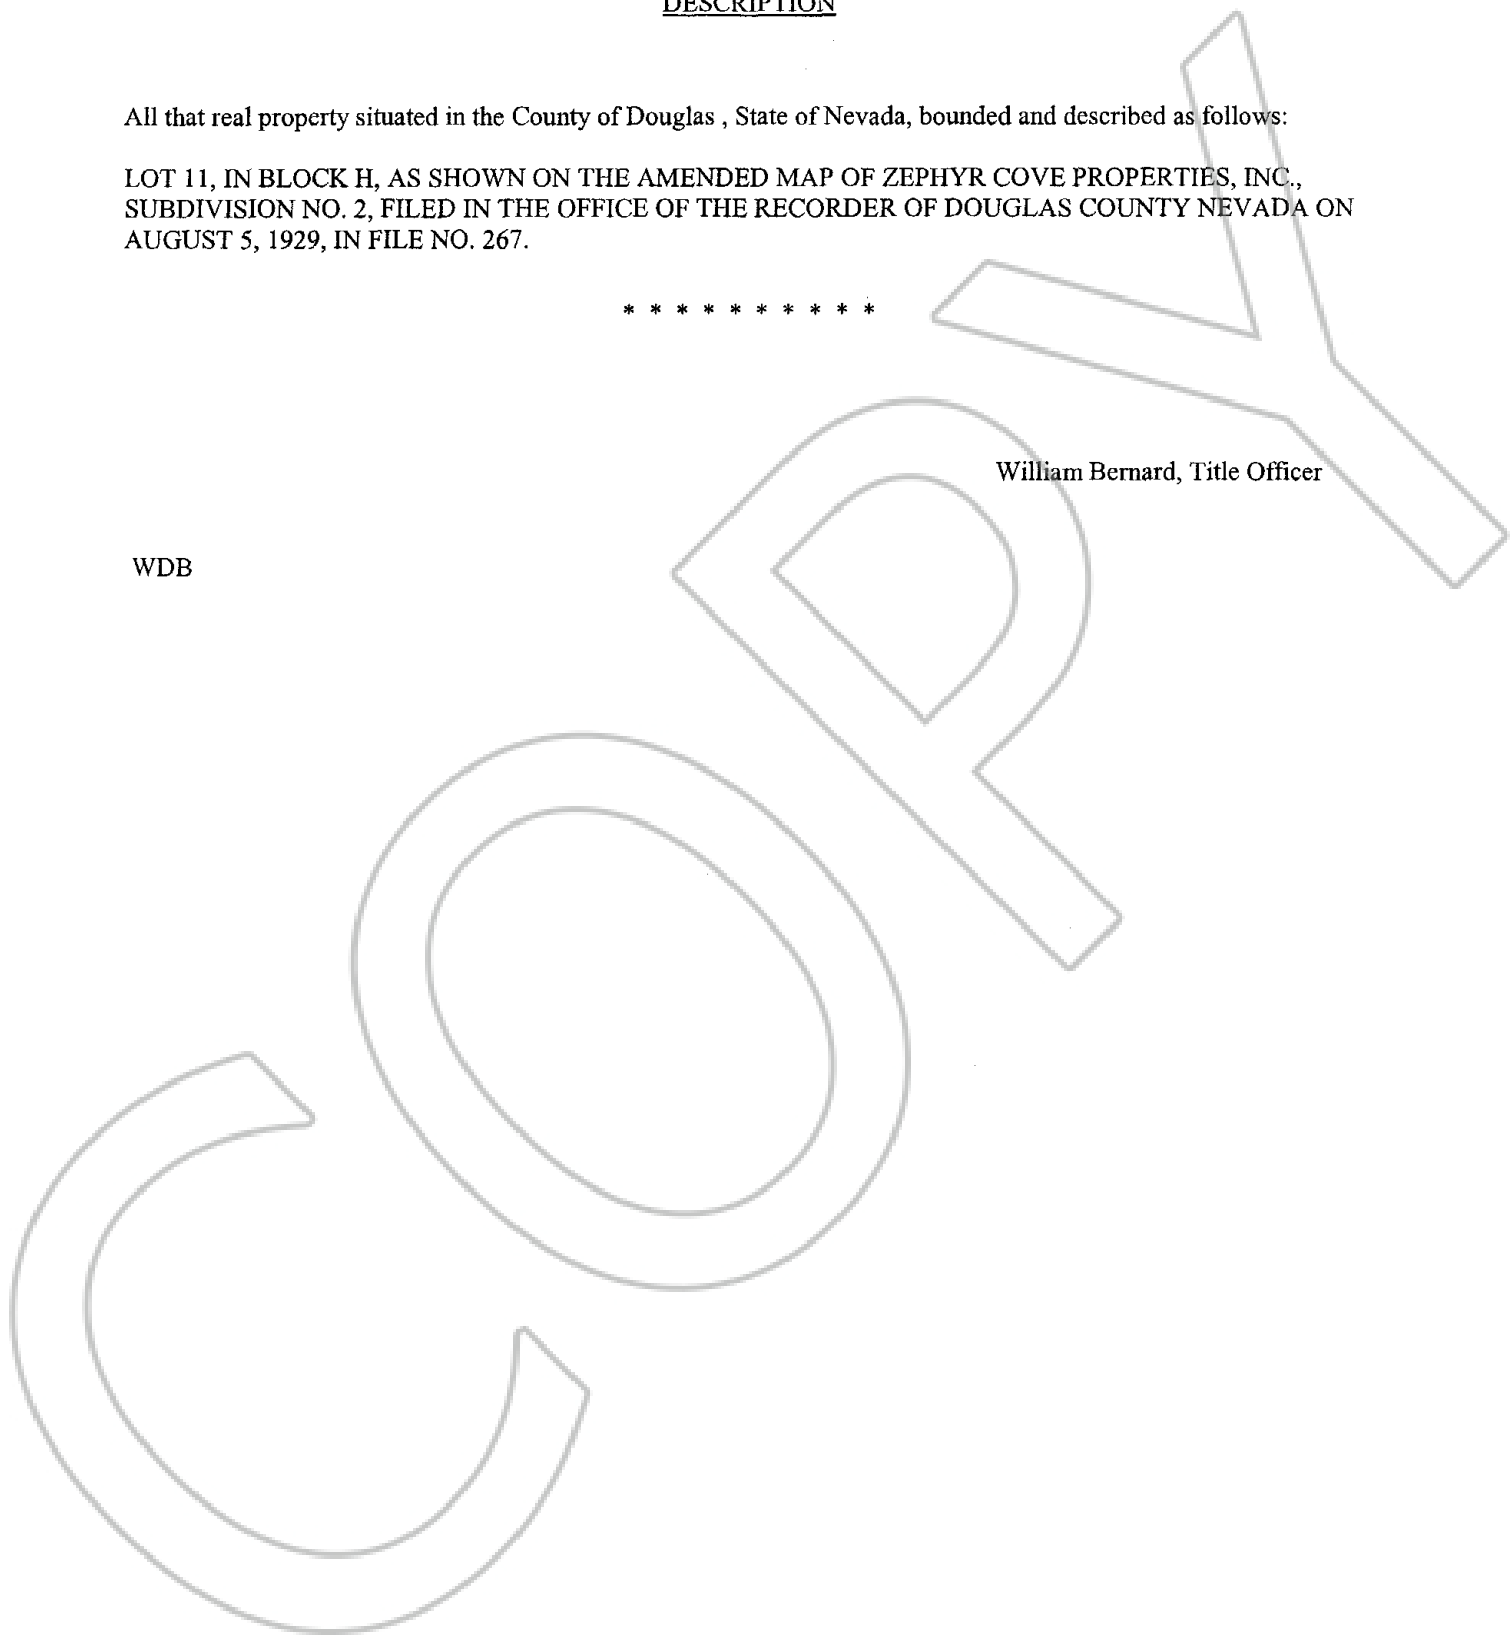 DESCRIPTION
All that real property situated in the County of Douglas , State of Nevada, bounded and described as follows:
LOT 11, IN BLOCK H, AS SHOWN ON THE AMENDED MAP OF ZEPHYR COVE PROPERTIES, INC.,
SUBDIVISION NO. 2, FILED IN THE OFFICE OF THE RECORDER OF DOUGLAS COUNTY NEVADA ON
AUGUST 5, 1929, IN FILE NO. 267.
* * * * * * * * * *
William Bernard, Title Officer
WDB
COPY